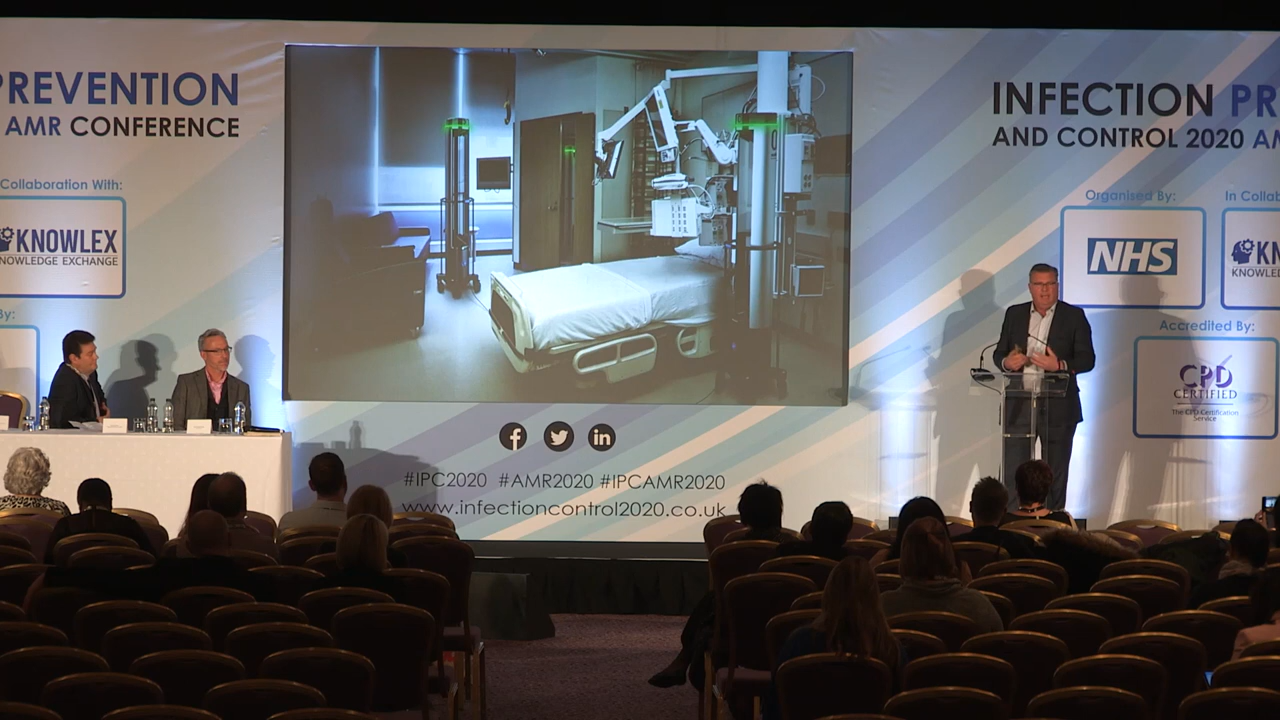 PREVENTION
AMR CONFERENCE
Collaboration With:
KNOWLEX
NOWLEDGE EXCHANGE
By:
INFECTION PR
AND CONTROL 2020 AM
Organised By:
In Collab
NHS
KN
KNOWLED
Accredited By:
CPD
CERTIFIED
The CPD Certification
Service
#IPC2020 #AMR2020 #IPCAMR2020
www.infectioncontrol2020.co.uk